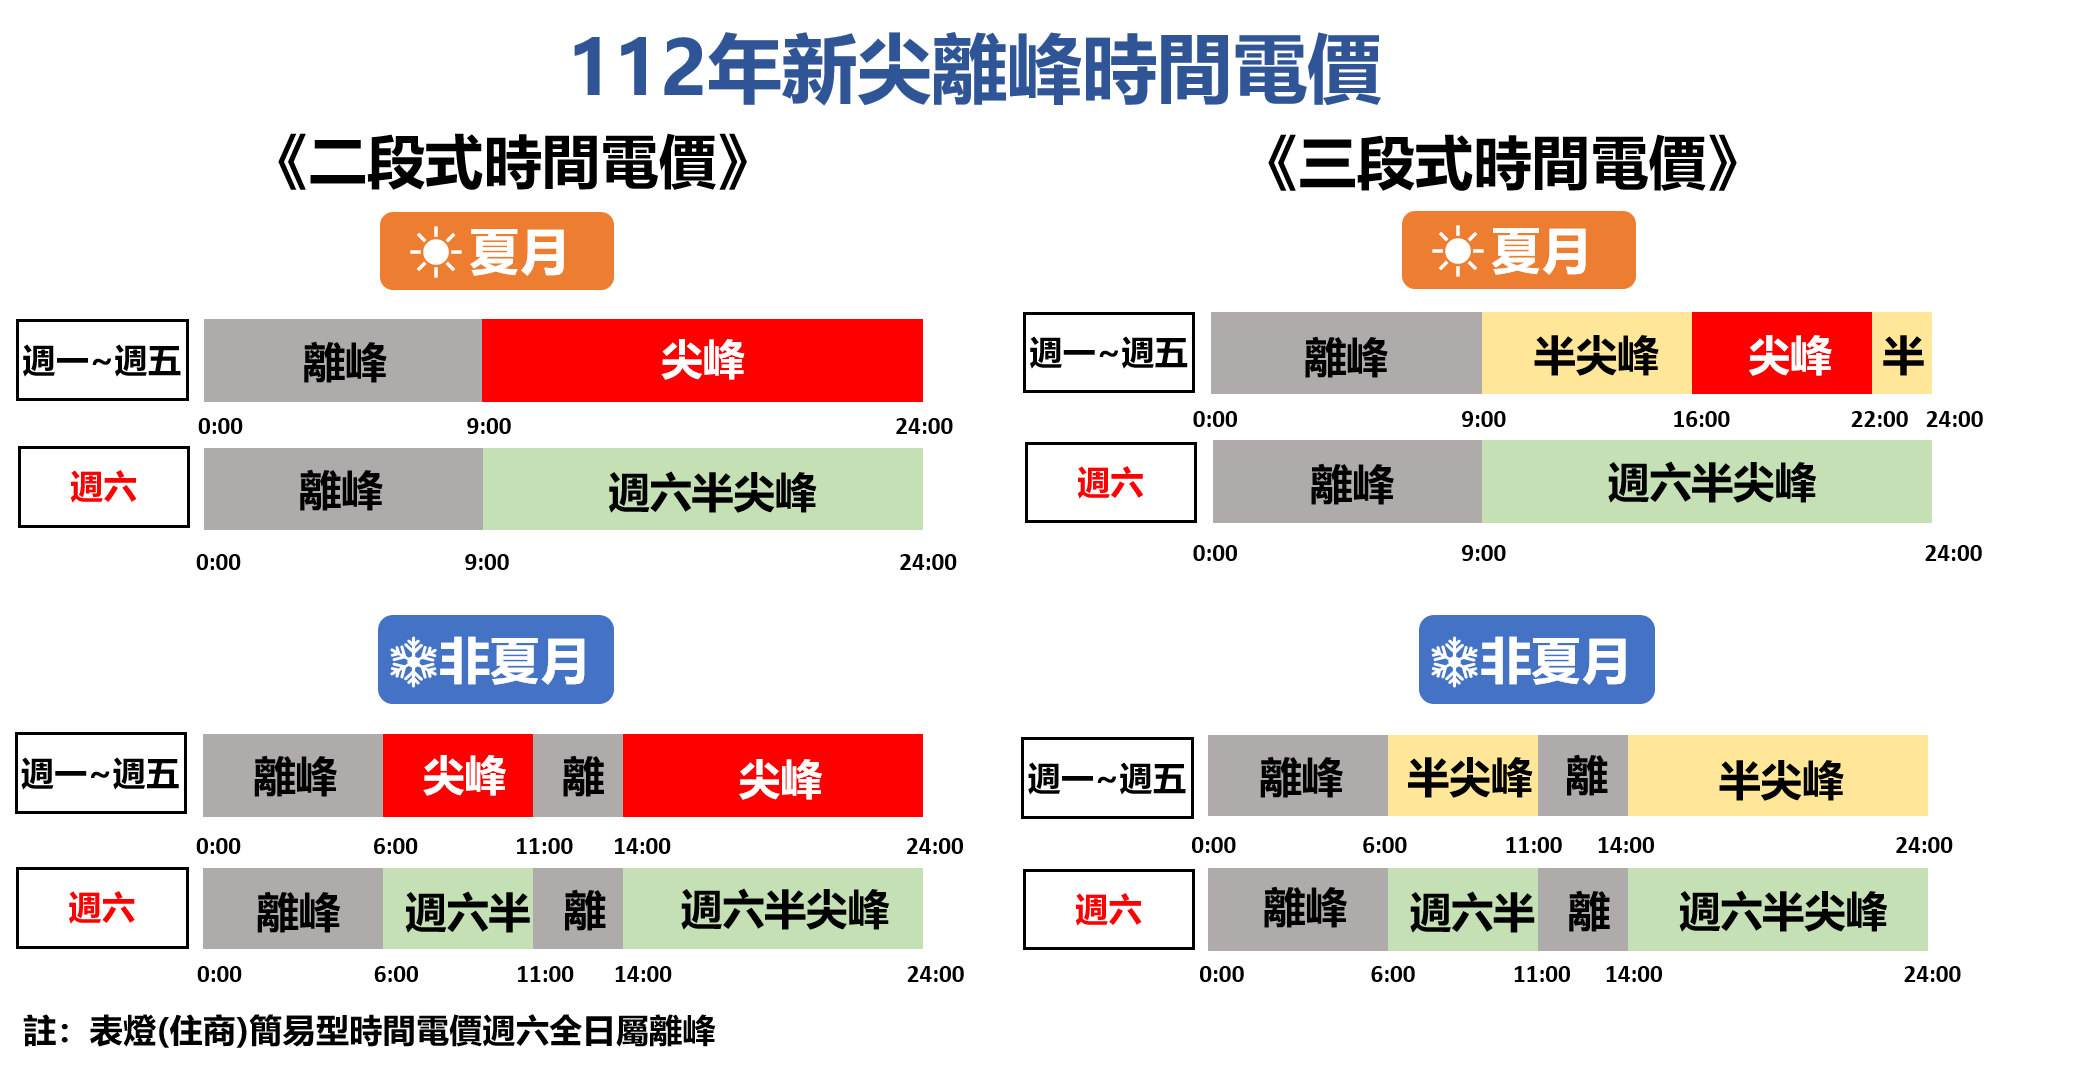 112年新尖離峰時間電價
《二段式時間電價》
夏月
週一~週五
離峰
尖峰
0:00
9:00
24:00
週六
離峰
週六半尖峰
0:00
9:00
24:00
非夏月
週一~週五
離峰
尖峰
離
尖峰
0:00
6:00
11:00
14:00
24:00
週六
離峰
週六半
離
週六半尖峰
0:00
6:00
11:00
14:00
24:00
《三段式時間電價》
夏月
週一~週五
離峰
半尖峰
尖峰
半
0:00
9:00
16:00
22:00
24:00
週六
離峰
週六半尖峰
0:00
9:00
24:00
非夏月
週一~週五
離峰
半尖峰
離
半尖峰
0:00
6:00
11:00
14:00
24:00
週六
離峰
週六半
離
週六半尖峰
0:00
6:00
11:00
14:00
24:00
註：表燈(住商)簡易型時間電價週六全日屬離峰